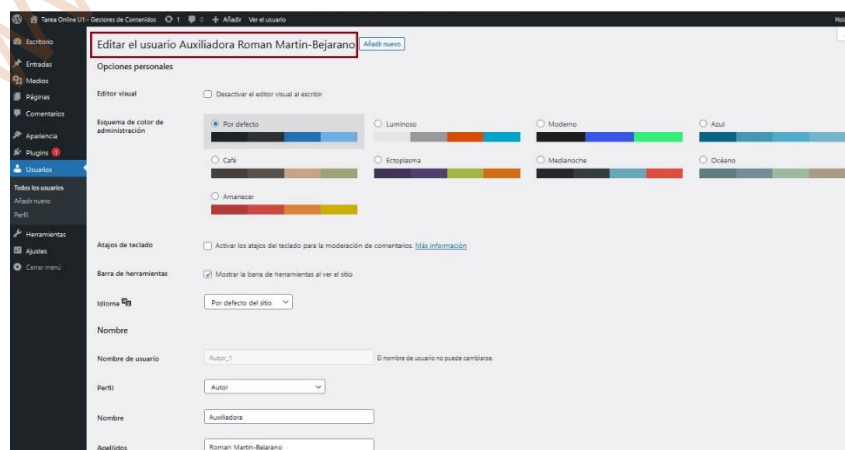 Tarea Online U1 - Gestores de Contenidos 1 0 Añadir Ver el usuario
Escritorio
Entradas
Medios
Páginas
Comentarios
Apariencia
Plugins 1
Usuarios
Todos los usuarios
Añadir nuevo
Perfil
Herramientas
Ajustes
Cerrar menú
Editar el usuario Auxiliadora Roman Martin-Bejarano Añadir nuevo
Opciones personales
Editor visual Desactivar el editor visual al escribir
Esquema de color de administración
Por defecto Luminoso Moderno Azul
Café Ectoplasma Medianoche Océano
Amanecer
Atajos de teclado Activar los atajos del teclado para la moderación de comentarios. Más información
Barra de herramientas Mostrar la barra de herramientas al ver el sitio
Idioma Por defecto del sitio
Nombre
Nombre de usuario Autor_1 El nombre de usuario no puede cambiarse.
Perfil Autor
Nombre Auxiliadora
Apellidos Roman Martin-Bejarano